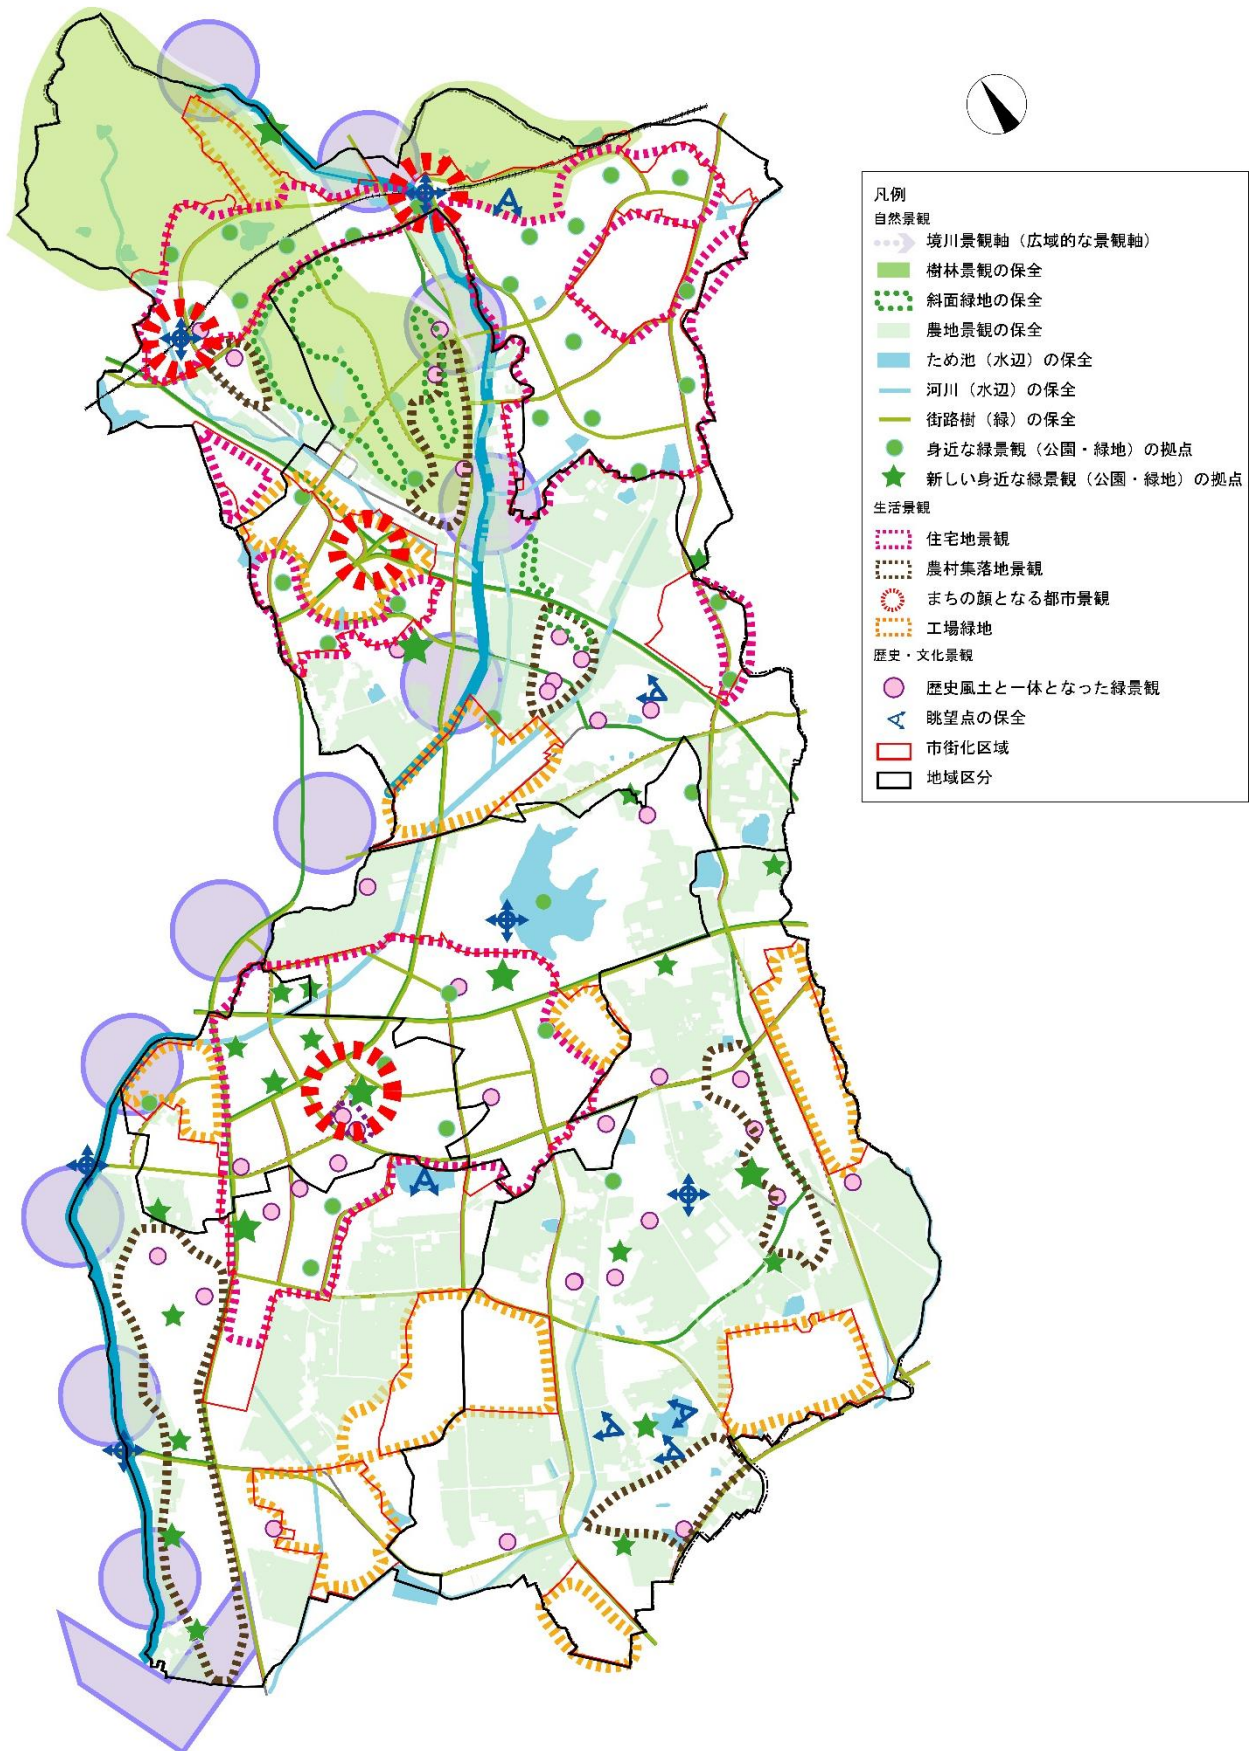 凡例
自然景観
境川景観軸（広域的な景観軸）
樹林景観の保全
斜面緑地の保全
農地景観の保全
ため池（水辺）の保全
河川（水辺）の保全
街路樹（緑）の保全
身近な緑景観（公園・緑地）の拠点
新しい身近な緑景観（公園・緑地）の拠点
生活景観
住宅地景観
農村集落地景観
まちの顔となる都市景観
工場緑地
歴史・文化景観
歴史風土と一体となった緑景観
眺望点の保全
市街化区域
地域区分